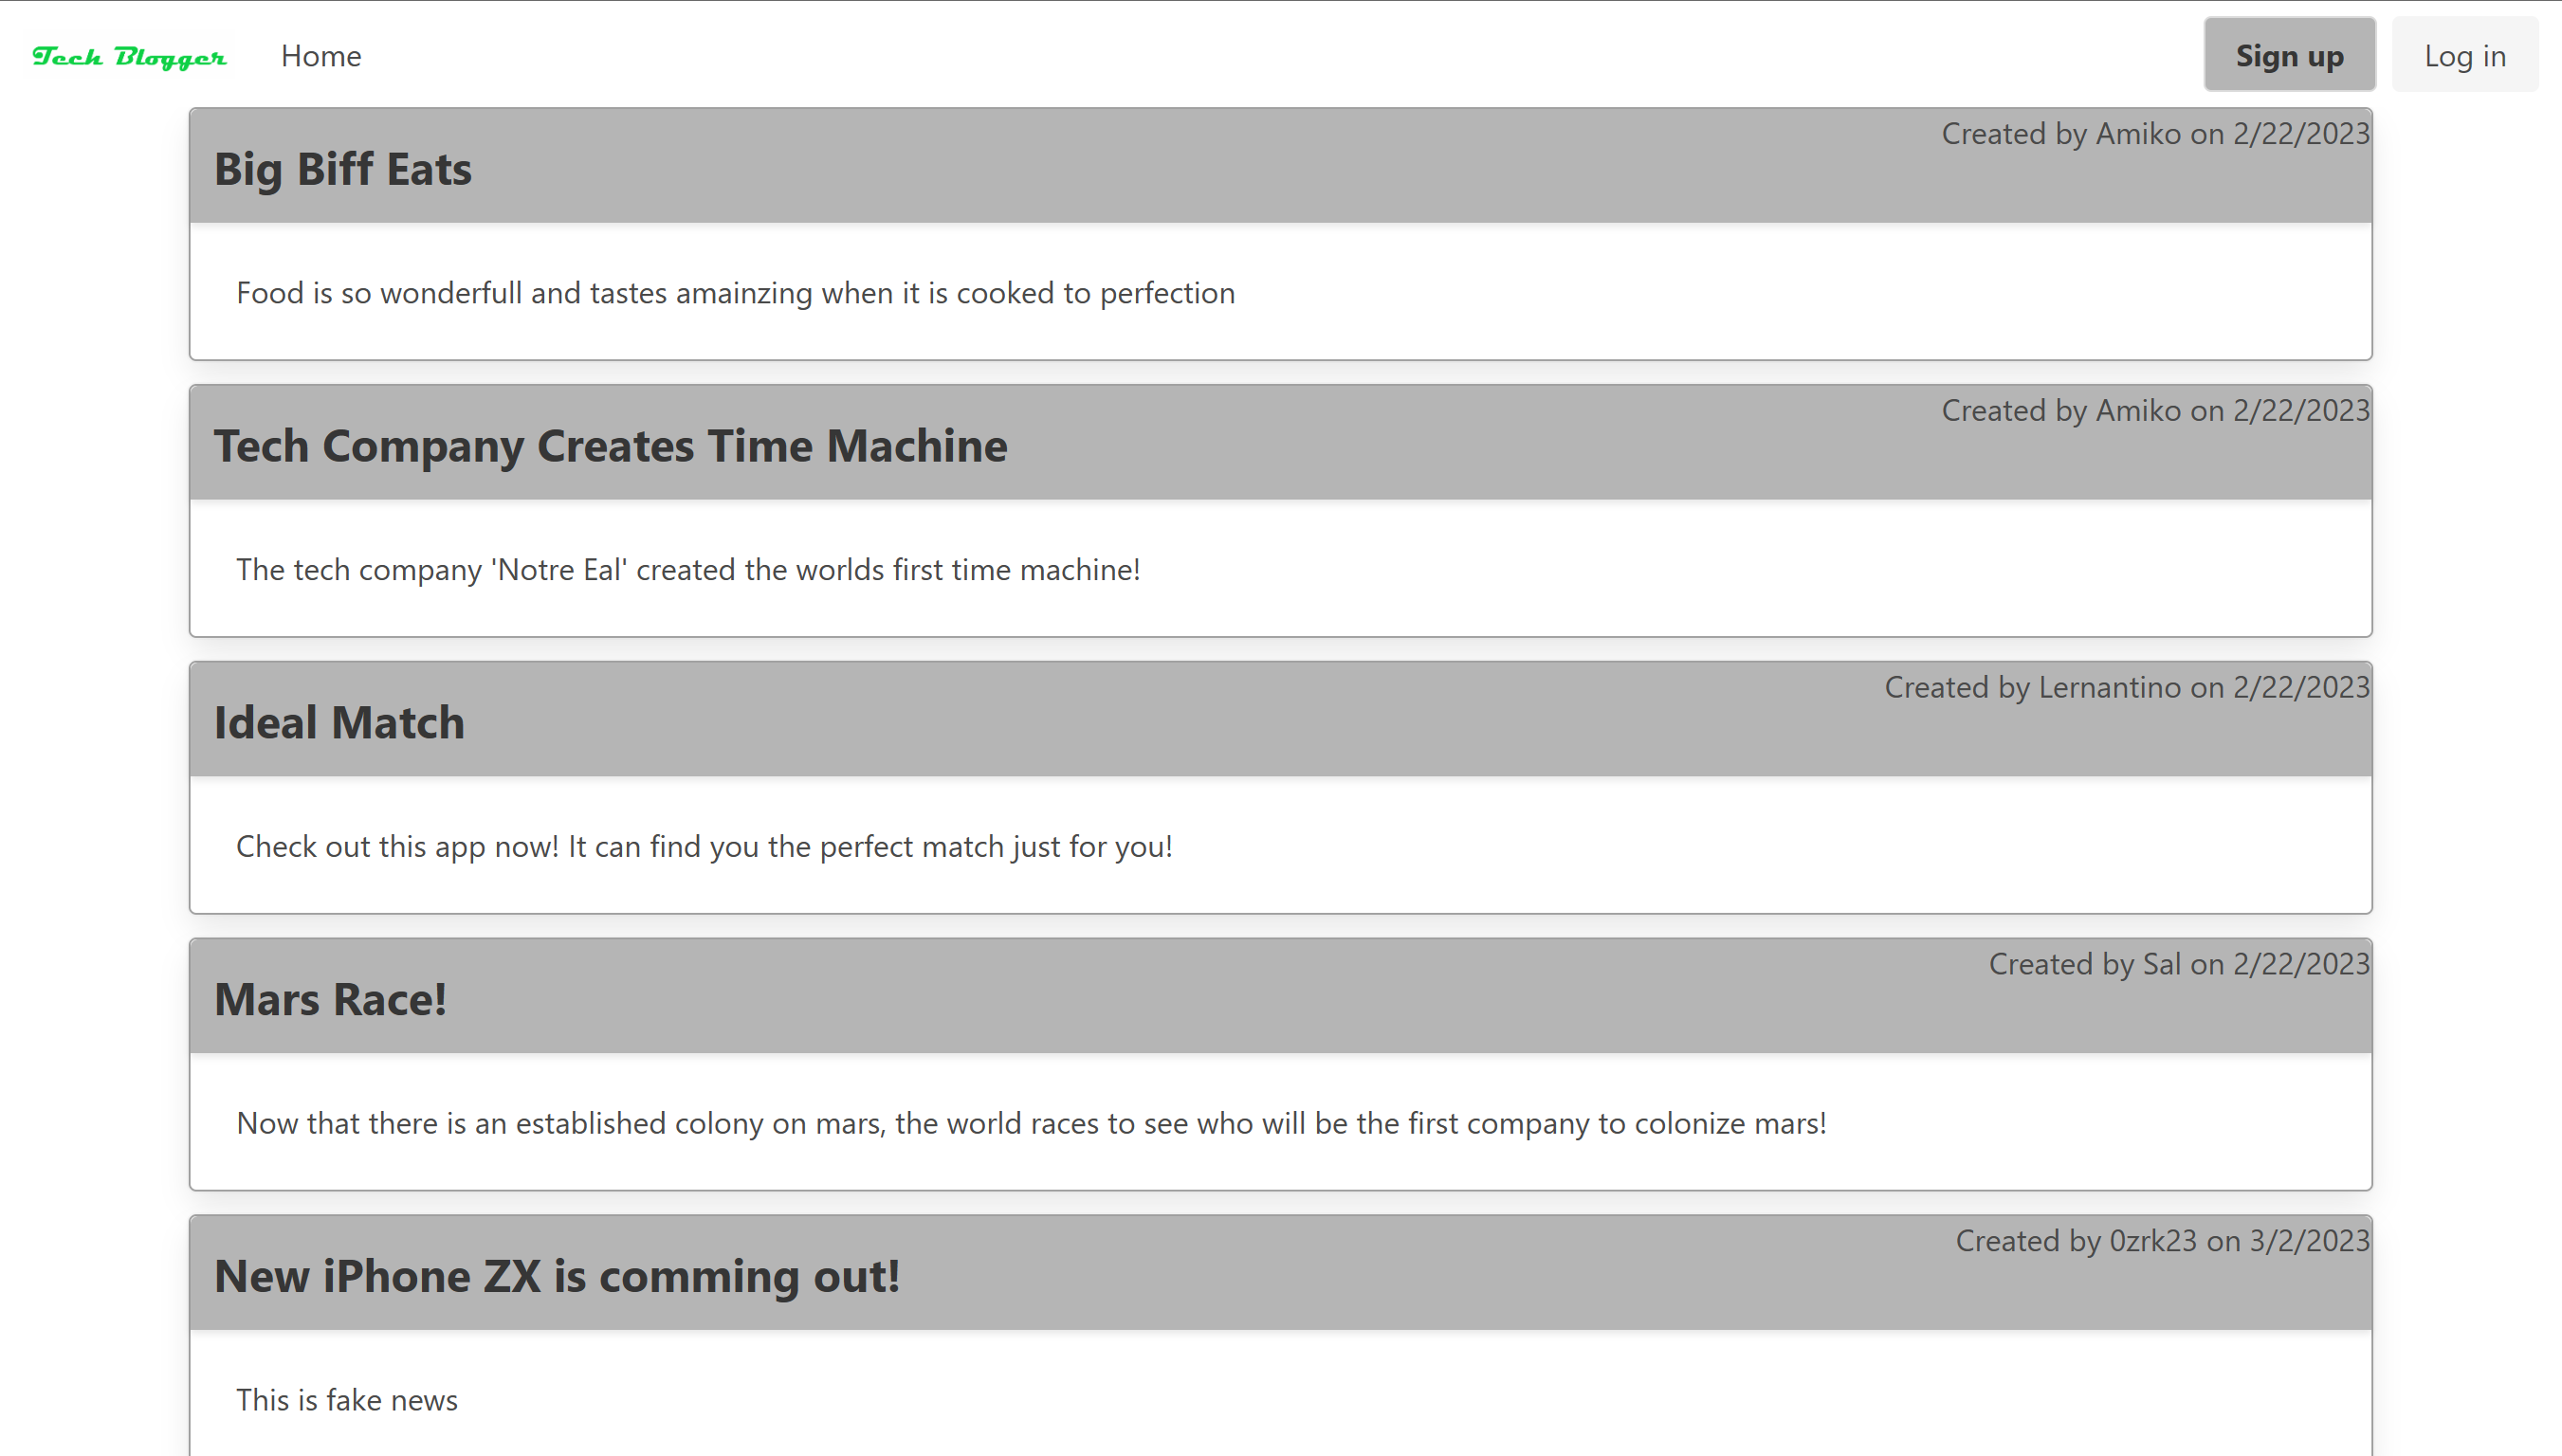 Tech Blogger
Home
Sign up
Log in
Big Biff Eats
Created by Amiko on 2/22/2023
Food is so wonderfull and tastes amainzing when it is cooked to perfection
Tech Company Creates Time Machine
Created by Amiko on 2/22/2023
The tech company 'Notre Eal' created the worlds first time machine!
Ideal Match
Created by Lernantino on 2/22/2023
Check out this app now! It can find you the perfect match just for you!
Mars Race!
Created by Sal on 2/22/2023
Now that there is an established colony on mars, the world races to see who will be the first company to colonize mars!
New iPhone ZX is comming out!
Created by 0zrk23 on 3/2/2023
This is fake news